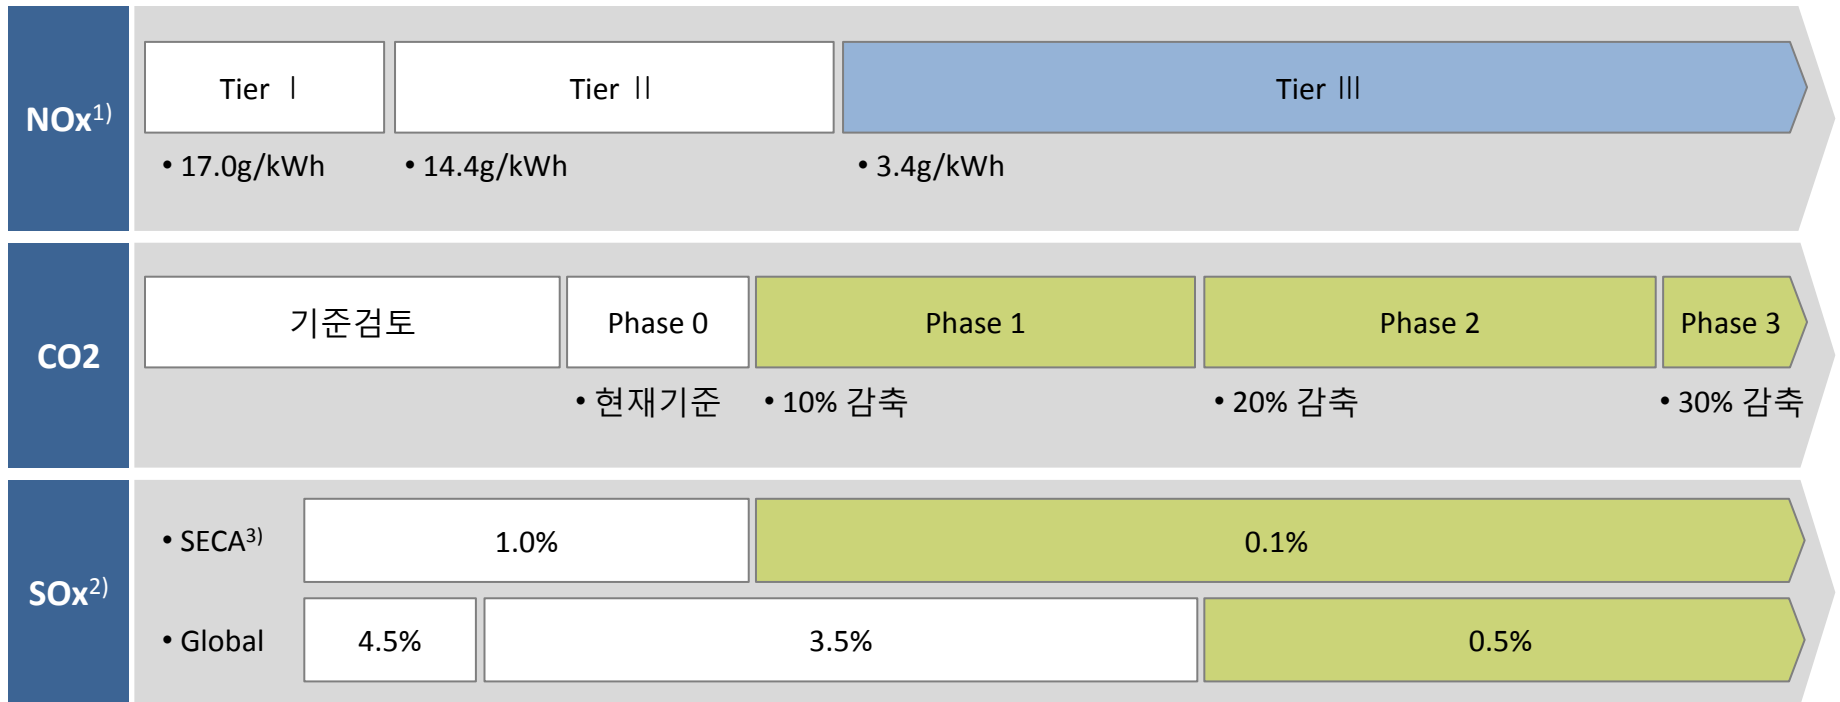 NOx1)
Tier Ⅰ
Tier Ⅱ
Tier Ⅲ
• 17.0g/kWh
• 14.4g/kWh
• 3.4g/kWh
CO2
기준검토
Phase 0
Phase 1
Phase 2
Phase 3
• 현재기준
• 10% 감축
• 20% 감축
• 30% 감축
SOx2)
• SECA3)
1.0%
0.1%
• Global
4.5%
3.5%
0.5%